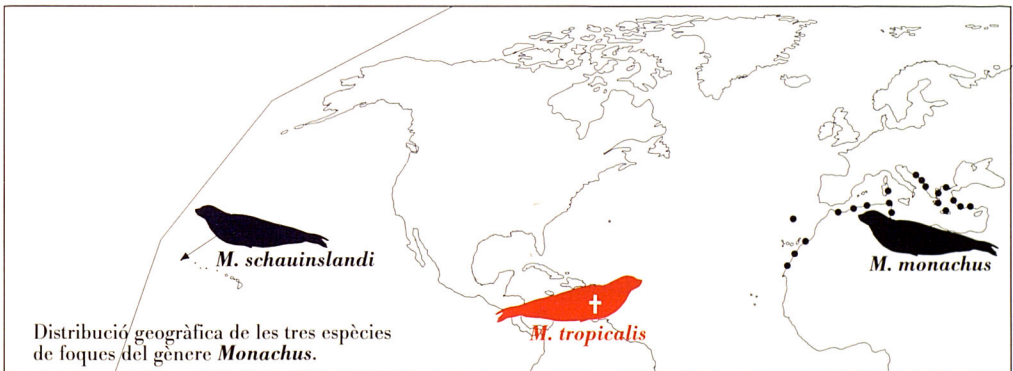 M. schauinslandi
M. monachus
M. tropicalis
Distribució geogràfica de les tres espècies
de foques del gènere Monachus.